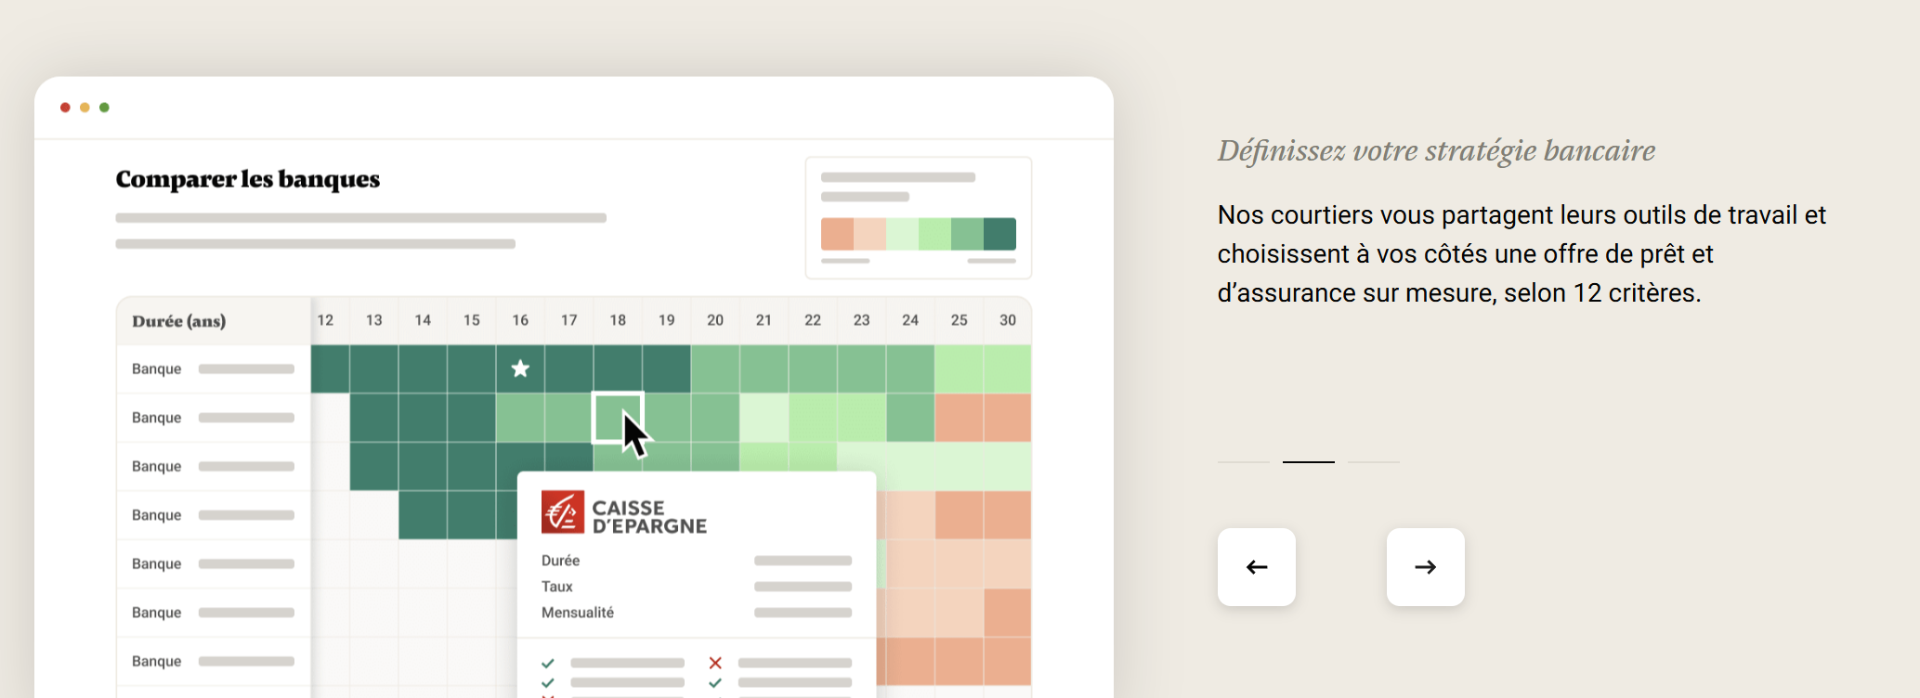 Comparer les banques
Durée (ans) 12 13 14 15 16 17 18 19 20 21 22 23 24 25 30
Banque
Banque
Banque
Banque
Banque
Banque
Banque
CAISSE
D'EPARGNE
Durée
Taux
Mensualité
Définissez votre stratégie bancaire
Nos courtiers vous partagent leurs outils de travail et
choisissent à vos côtés une offre de prêt et
d’assurance sur mesure, selon 12 critères.